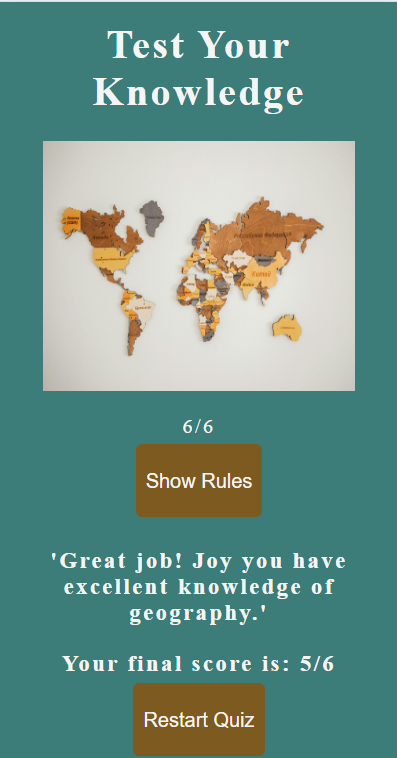 Test Your
Knowledge
6/6
Show Rules
'Great job! Joy you have
excellent knowledge of
geography.'
Your final score is: 5/6
Restart Quiz